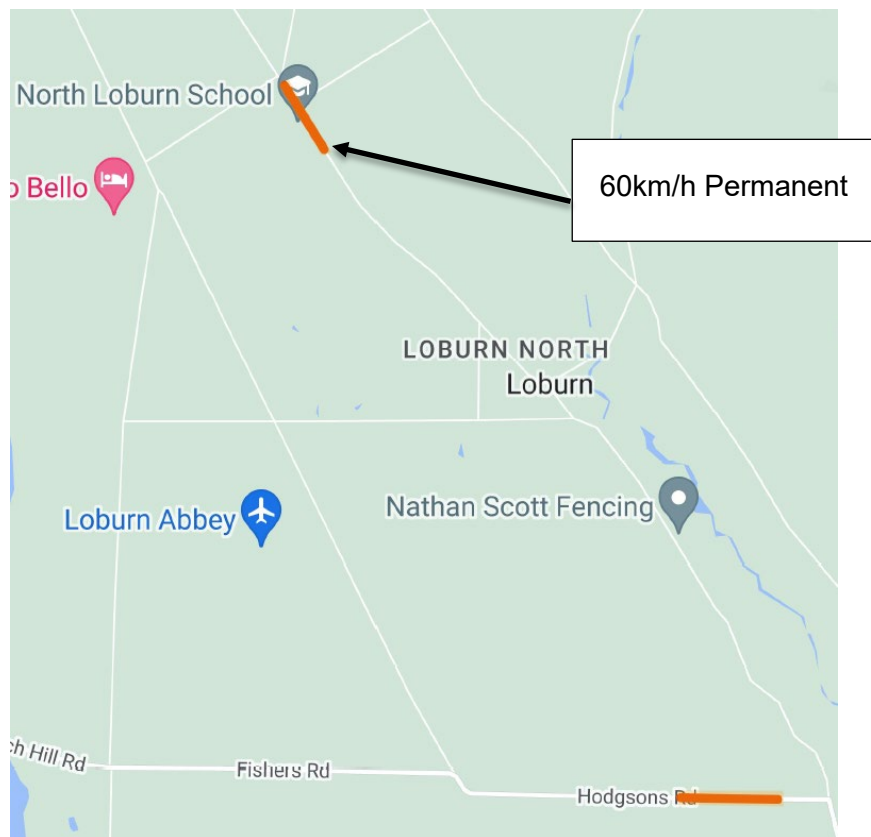 North Loburn School
60km/h Permanent
o Bello
LOBURN NORTH
Loburn
Nathan Scott Fencing
Loburn Abbey
ch Hill Rd
Fishers Rd
Hodgsons Rd